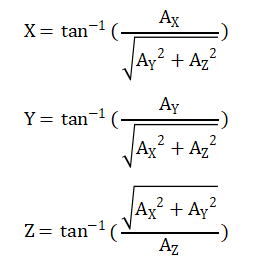 X = tan⁻¹ (A_X / √(A_Y² + A_Z²))
Y = tan⁻¹ (A_Y / √(A_X² + A_Z²))
Z = tan⁻¹ (√(A_X² + A_Y²) / A_Z)